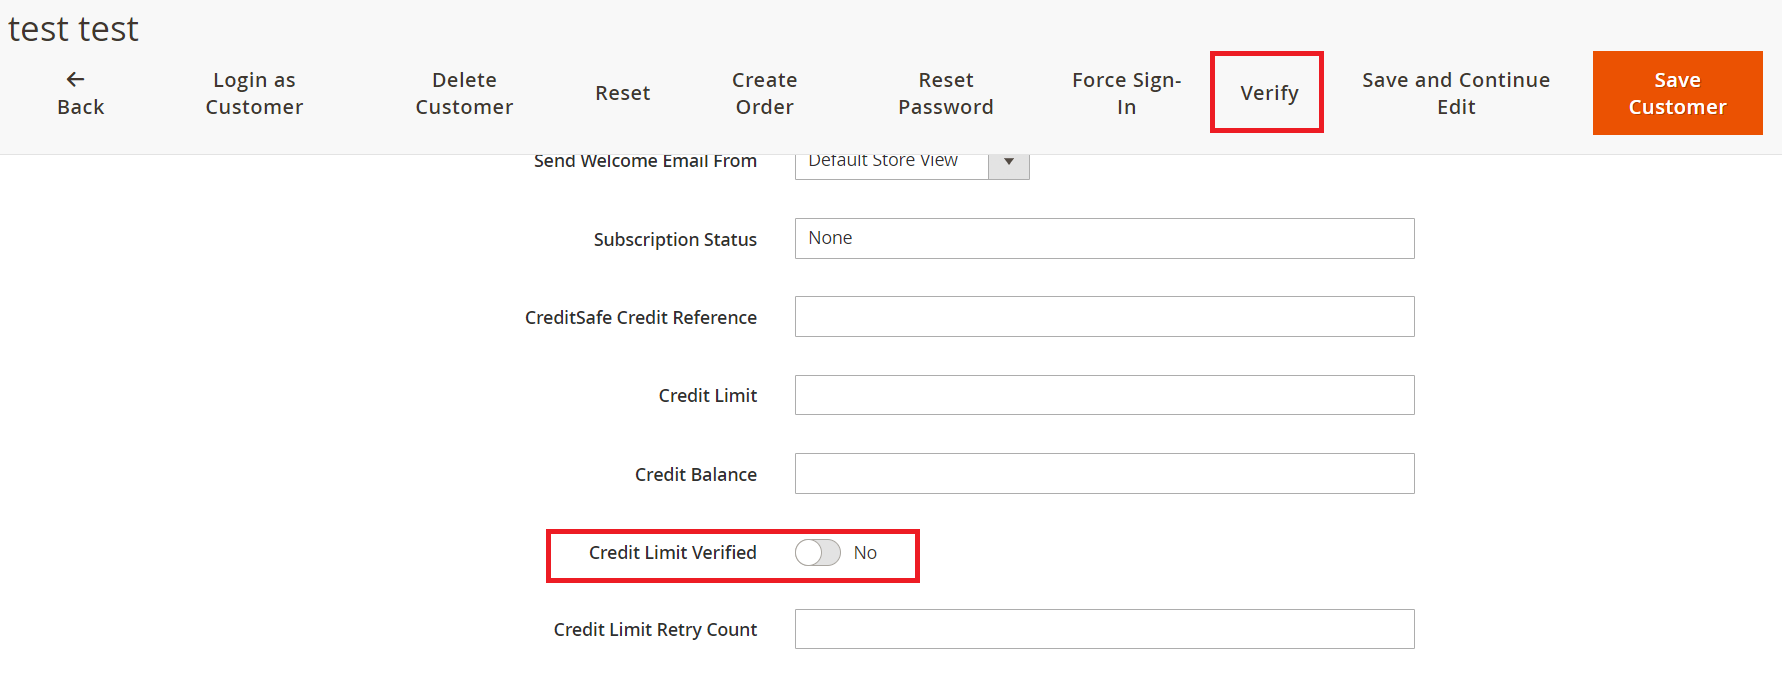 test test
Back
Login as
Customer
Delete
Customer
Reset
Create
Order
Reset
Password
Force Sign-
In
Verify
Save and Continue
Edit
Save
Customer
Send Welcome Email From
Default Store View
Subscription Status
None
CreditSafe Credit Reference
Credit Limit
Credit Balance
Credit Limit Verified
No
Credit Limit Retry Count